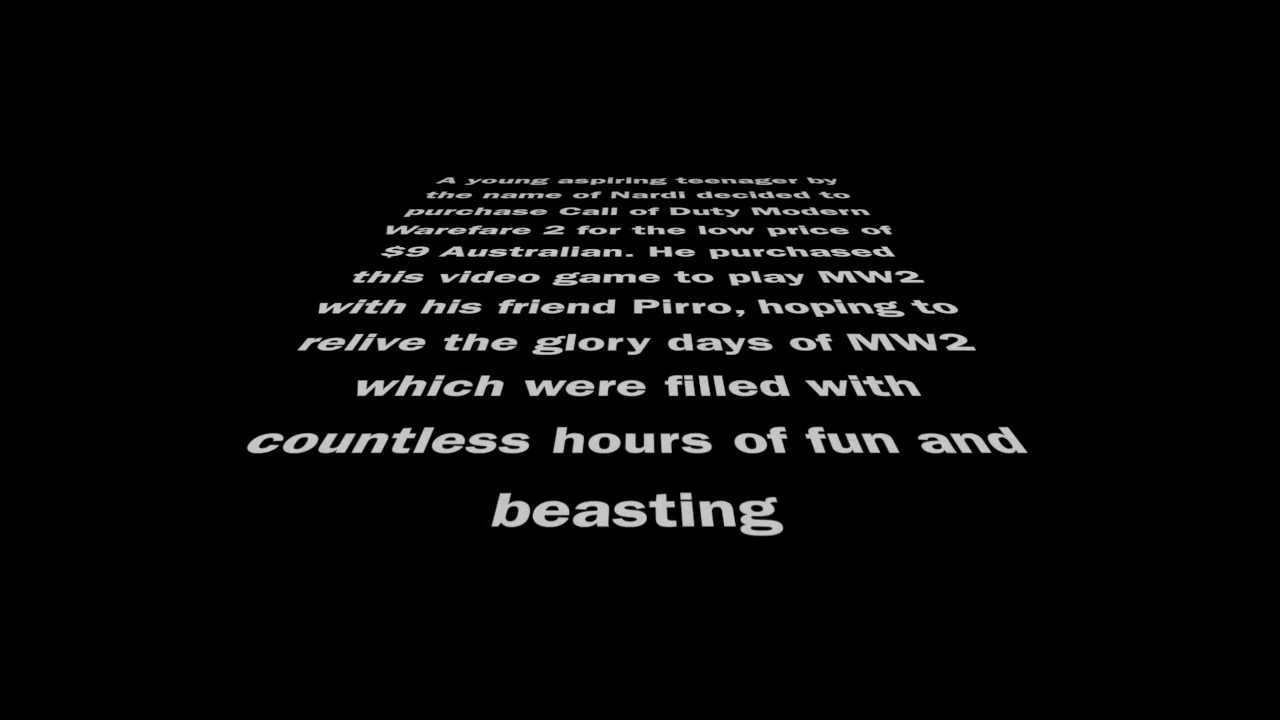 A young aspiring teenager by
the name of Nardi decided to
purchase Call of Duty Modern
Warefare 2 for the low price of
$9 Australian. He purchased
this video game to play MW2
with his friend Pirro, hoping to
relive the glory days of MW2
which were filled with
countless hours of fun and
beasting